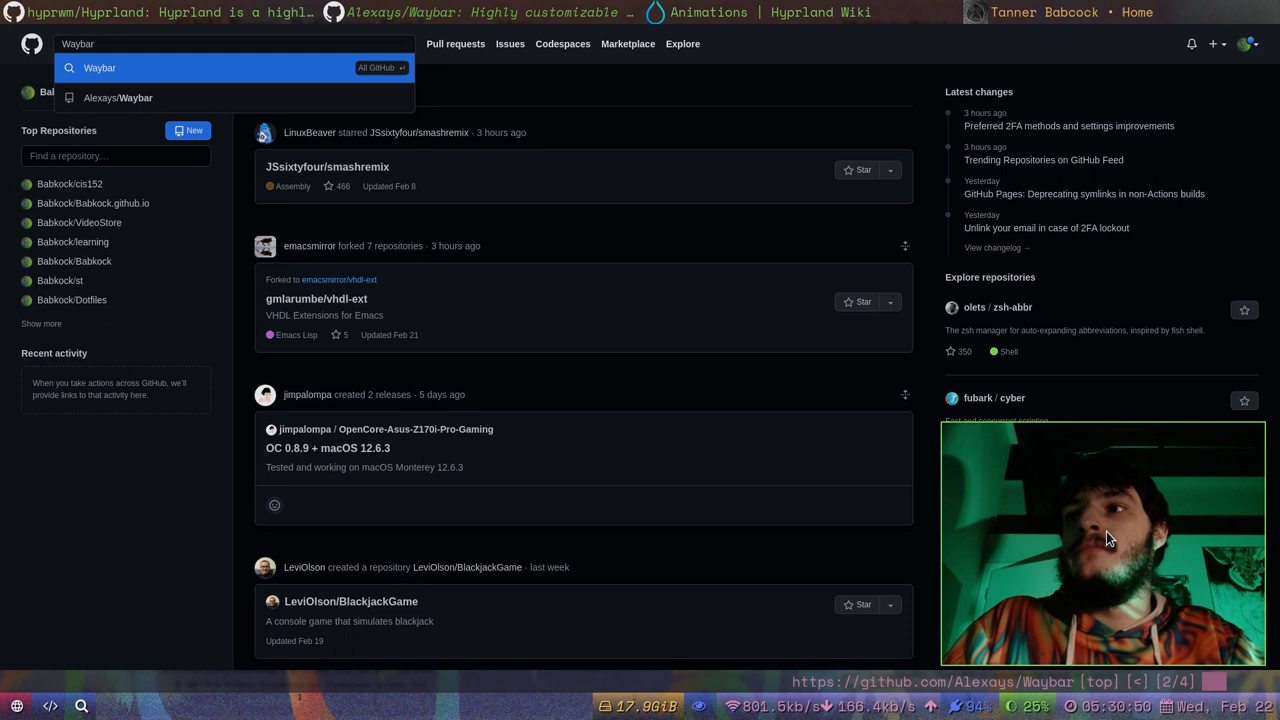 hyprwm/Hyprland: Hyprland is a highl… Alexays/Waybar: Highly customizable … Animations | Hyprland Wiki Tanner Babcock • Home
Waybar Pull requests Issues Codespaces Marketplace Explore
Waybar All GitHub ↵
Alexays/Waybar
Top Repositories New
Find a repository…
Babkock/cis152
Babkock/Babkock.github.io
Babkock/VideoStore
Babkock/learning
Babkock/Babkock
Babkock/st
Babkock/Dotfiles
Show more
Recent activity
When you take actions across GitHub, we'll
provide links to that activity here.
LinuxBeaver starred JSsixtyfour/smashremix · 3 hours ago
JSsixtyfour/smashremix Star
Assembly 466 Updated Feb 8
emacsmirror forked 7 repositories · 3 hours ago
Forked to emacsmirror/vhdl-ext
gmlarumbe/vhdl-ext Star
VHDL Extensions for Emacs
Emacs Lisp 5 Updated Feb 21
jimpalompa created 2 releases · 5 days ago
jimpalompa / OpenCore-Asus-Z170i-Pro-Gaming
OC 0.8.9 + macOS 12.6.3
Tested and working on macOS Monterey 12.6.3
LeviOlson created a repository LeviOlson/BlackjackGame · last week
LeviOlson/BlackjackGame Star
A console game that simulates blackjack
Updated Feb 19
Latest changes
3 hours ago
Preferred 2FA methods and settings improvements
3 hours ago
Trending Repositories on GitHub Feed
Yesterday
GitHub Pages: Deprecating symlinks in non-Actions builds
Yesterday
Unlink your email in case of 2FA lockout
View changelog →
Explore repositories
olets / zsh-abbr
The zsh manager for auto-expanding abbreviations, inspired by fish shell.
350 Shell
fubark / cyber
https://github.com/Alexays/Waybar [top] [<] [2/4]
17.9GiB 801.5kb/s 166.4kb/s 94% 25% 05:30:50 Wed, Feb 22